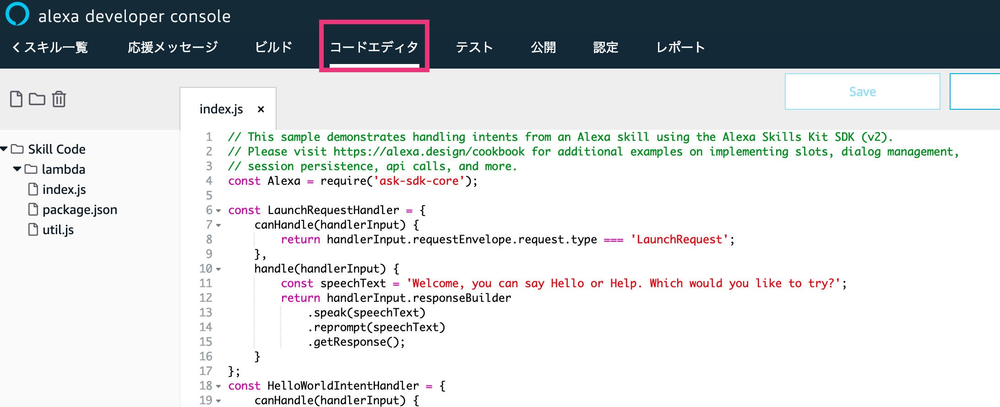 alexa developer console
スキル一覧 応援メッセージ ビルド コードエディタ テスト 公開 認定 レポート
Save
index.js ×
Skill Code
lambda
index.js
package.json
util.js
1 // This sample demonstrates handling intents from an Alexa skill using the Alexa Skills Kit SDK (v2).
2 // Please visit https://alexa.design/cookbook for additional examples on implementing slots, dialog management,
3 // session persistence, api calls, and more.
4 const Alexa = require('ask-sdk-core');
5
6 const LaunchRequestHandler = {
7     canHandle(handlerInput) {
8         return handlerInput.requestEnvelope.request.type === 'LaunchRequest';
9     },
10     handle(handlerInput) {
11         const speechText = 'Welcome, you can say Hello or Help. Which would you like to try?';
12         return handlerInput.responseBuilder
13             .speak(speechText)
14             .reprompt(speechText)
15             .getResponse();
16     }
17 };
18 const HelloWorldIntentHandler = {
19     canHandle(handlerInput) {